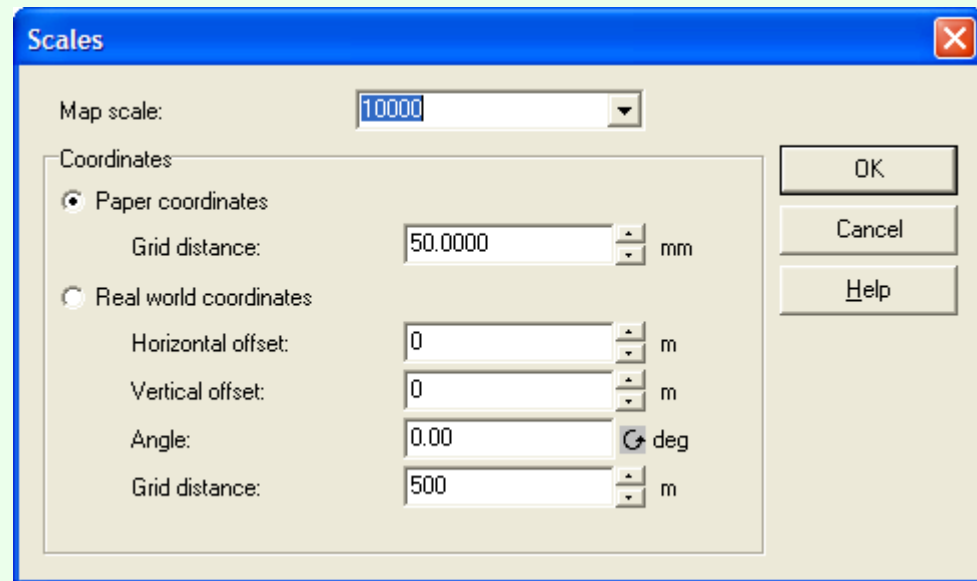 Scales
Map scale: 10000
Coordinates
Paper coordinates
Grid distance: 50.0000 mm
Real world coordinates
Horizontal offset: 0 m
Vertical offset: 0 m
Angle: 0.00 deg
Grid distance: 500 m
OK
Cancel
Help